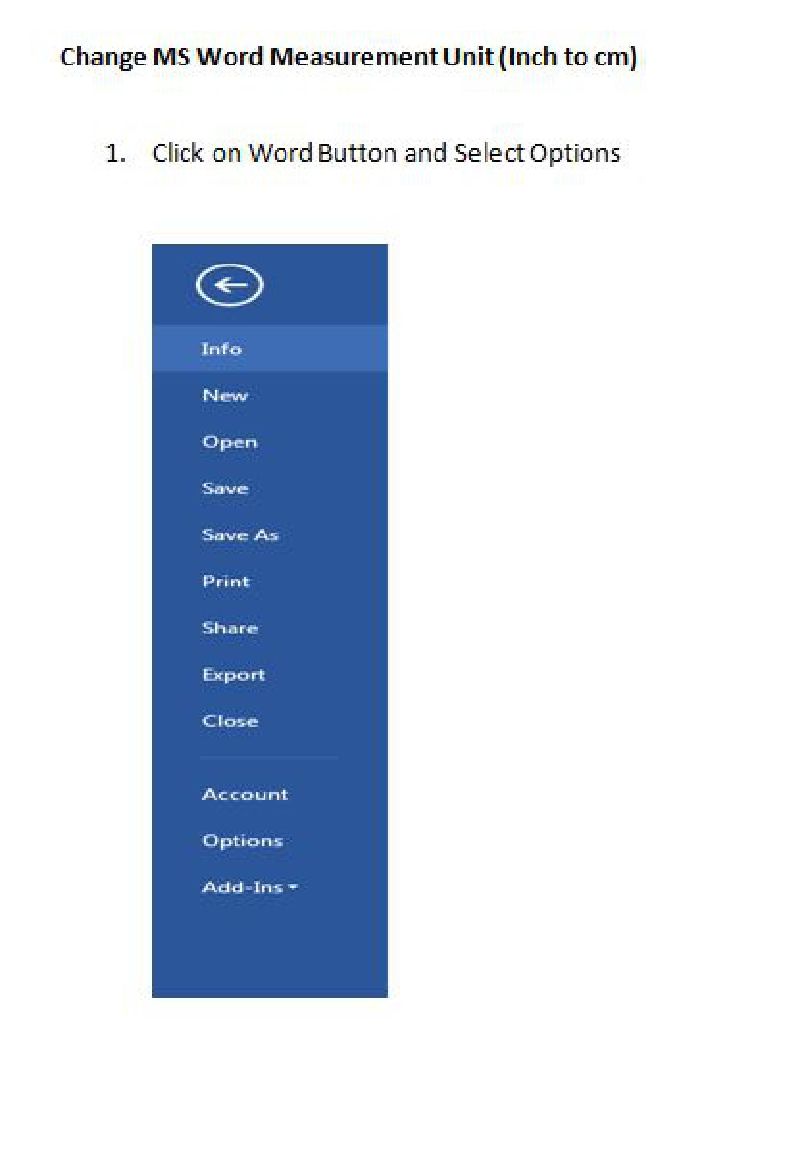 Change MS Word Measurement Unit (Inch to cm)
1. Click on Word Button and Select Options
Info
New
Open
Save
Save As
Print
Share
Export
Close
Account
Options
Add-Ins